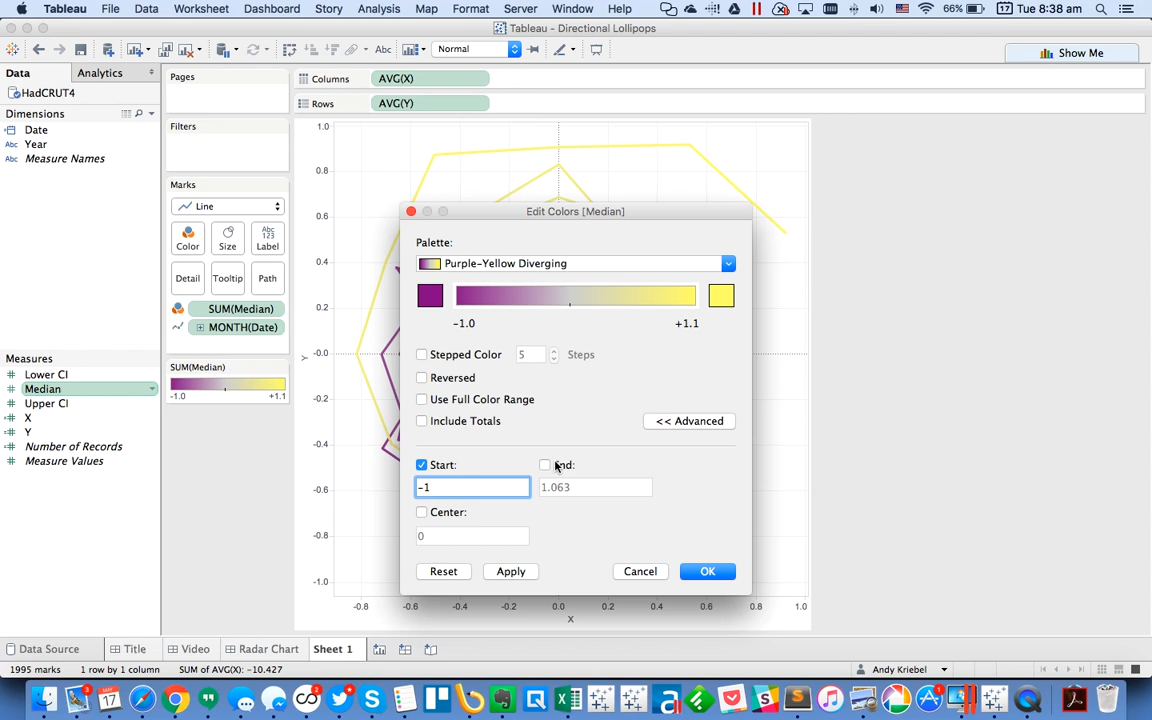 Tableau File Data Worksheet Dashboard Story Analysis Map Format Server Window Help 66% 17 Tue 8:38 am
Tableau - Directional Lollipops
Abc Normal Show Me
Data Analytics Pages Columns AVG(X)
HadCRUT4 Rows AVG(Y)
Dimensions
Date
Abc Year
Abc Measure Names
Filters
Marks
Line
Color Size Abc 123 Label
Detail Tooltip Path
SUM(Median)
MONTH(Date)
SUM(Median)
-1.0 +1.1
Measures
Lower CI
Median
Upper CI
X
Y
Number of Records
Measure Values
1.0
0.8
0.6
0.4
0.2
-0.0
-0.2
-0.4
-0.6
-0.8
-1.0
Y
-0.8 -0.6 -0.4 -0.2 0.0 0.2 0.4 0.6 0.8 1.0
X
Edit Colors [Median]
Palette:
Purple-Yellow Diverging
-1.0 +1.1
Stepped Color 5 Steps
Reversed
Use Full Color Range
Include Totals << Advanced
Start: End:
-1 1.063
Center:
0
Reset Apply Cancel OK
Data Source Title Video Radar Chart Sheet 1
1995 marks 1 row by 1 column SUM of AVG(X): -10.427 Andy Kriebel